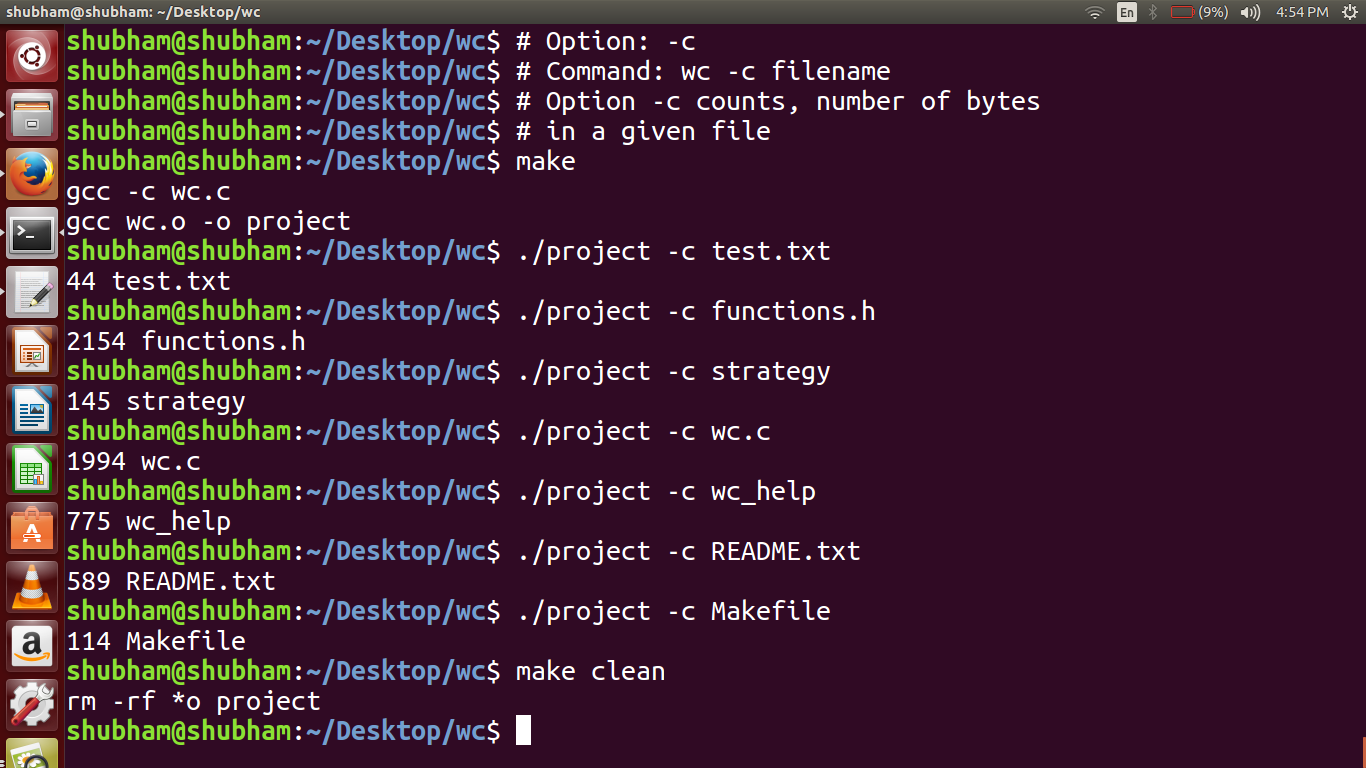 shubham@shubham: ~/Desktop/wc
En
(9%)
4:54 PM
shubham@shubham:~/Desktop/wc$ # Option: -c
shubham@shubham:~/Desktop/wc$ # Command: wc -c filename
shubham@shubham:~/Desktop/wc$ # Option -c counts, number of bytes
shubham@shubham:~/Desktop/wc$ # in a given file
shubham@shubham:~/Desktop/wc$ make
gcc -c wc.c
gcc wc.o -o project
shubham@shubham:~/Desktop/wc$ ./project -c test.txt
44 test.txt
shubham@shubham:~/Desktop/wc$ ./project -c functions.h
2154 functions.h
shubham@shubham:~/Desktop/wc$ ./project -c strategy
145 strategy
shubham@shubham:~/Desktop/wc$ ./project -c wc.c
1994 wc.c
shubham@shubham:~/Desktop/wc$ ./project -c wc_help
775 wc_help
shubham@shubham:~/Desktop/wc$ ./project -c README.txt
589 README.txt
shubham@shubham:~/Desktop/wc$ ./project -c Makefile
114 Makefile
shubham@shubham:~/Desktop/wc$ make clean
rm -rf *o project
shubham@shubham:~/Desktop/wc$